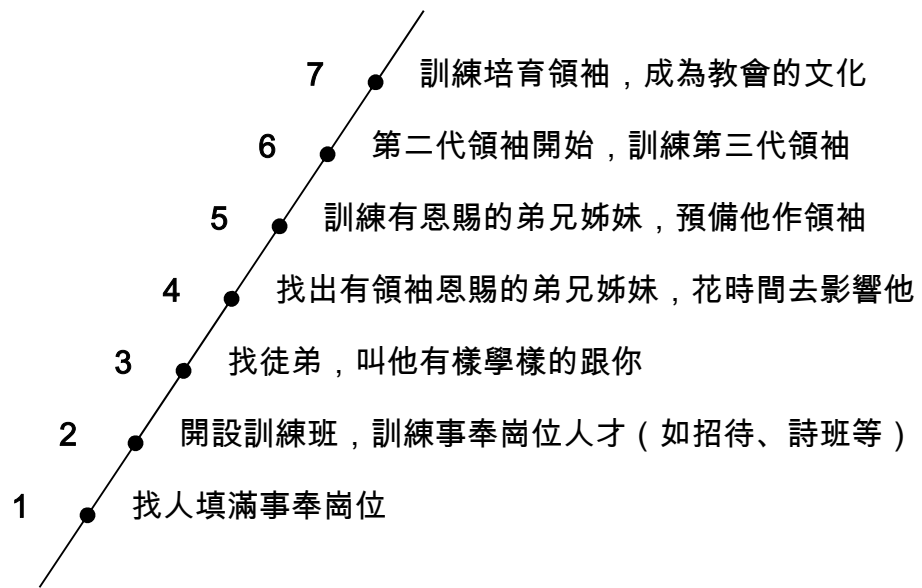 7 訓練培育領袖，成為教會的文化
6 第二代領袖開始，訓練第三代領袖
5 訓練有恩賜的弟兄姊妹，預備他作領袖
4 找出有領袖恩賜的弟兄姊妹，花時間去影響他
3 找徒弟，叫他有樣學樣的跟你
2 開設訓練班，訓練事奉崗位人才（如招待、詩班等）
1 找人填滿事奉崗位